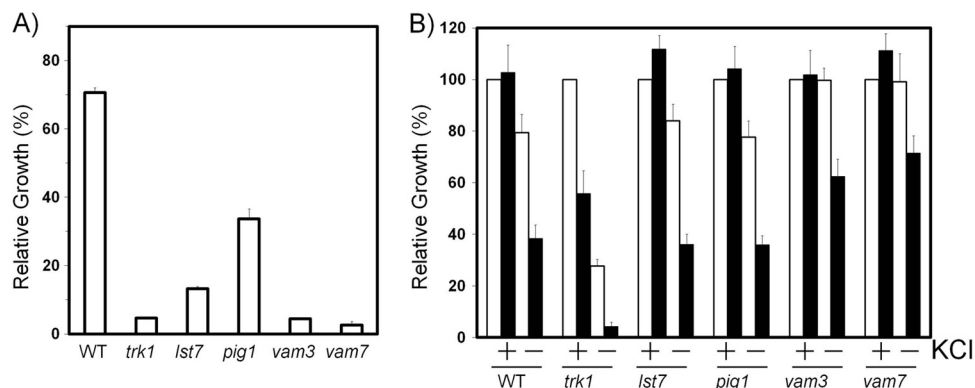 A)
Relative Growth (%)
80
60
40
20
0
WT trk1 lst7 pig1 vam3 vam7
B)
Relative Growth (%)
120
100
80
60
40
20
0
+ − + − + − + − + − + − KCl
WT trk1 lst7 pig1 vam3 vam7